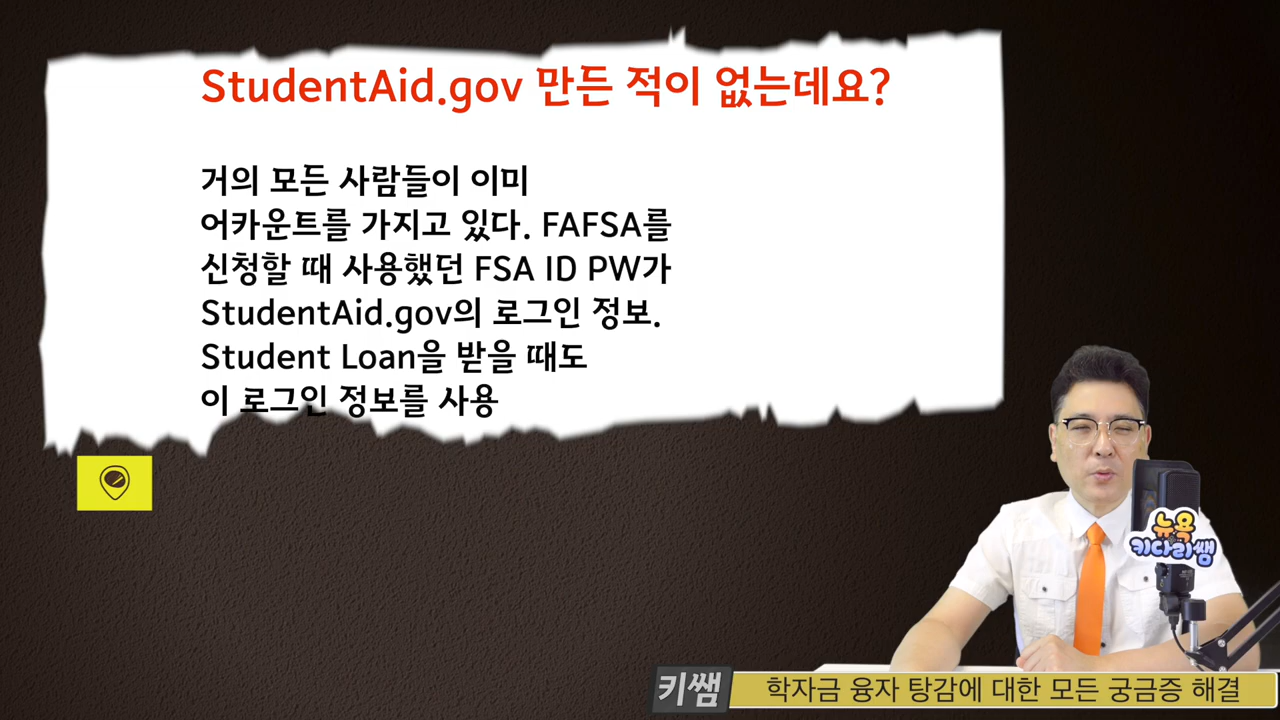 StudentAid.gov 만든 적이 없는데요?
거의 모든 사람들이 이미
어카운트를 가지고 있다. FAFSA를
신청할 때 사용했던 FSA ID PW가
StudentAid.gov의 로그인 정보.
Student Loan을 받을 때도
이 로그인 정보를 사용
뉴욕
키다리쌤
키쌤 학자금 융자 탕감에 대한 모든 궁금증 해결